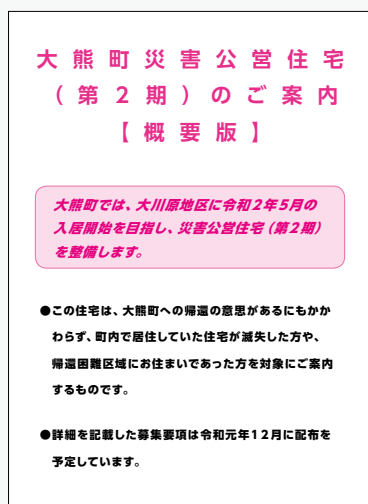 大熊町災害公営住宅
（第２期）のご案内
【概要版】
大熊町では、大川原地区に令和２年５月の
入居開始を目指し、災害公営住宅（第２期）
を整備します。
●この住宅は、大熊町への帰還の意思があるにもかか
わらず、町内で居住していた住宅が滅失した方や、
帰還困難区域にお住まいであった方を対象にご案内
するものです。
●詳細を記載した募集要項は令和元年１２月に配布を
予定しています。